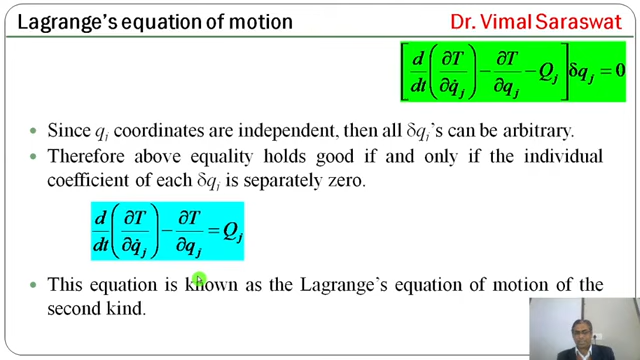 Lagrange's equation of motion
Dr. Vimal Saraswat
[d/dt(∂T/∂q̇ⱼ) − ∂T/∂qⱼ − Qⱼ]δqⱼ = 0
• Since qᵢ coordinates are independent, then all δqᵢ's can be arbitrary.
• Therefore above equality holds good if and only if the individual
coefficient of each δqᵢ is separately zero.
d/dt(∂T/∂q̇ⱼ) − ∂T/∂qⱼ = Qⱼ
• This equation is known as the Lagrange's equation of motion of the
second kind.